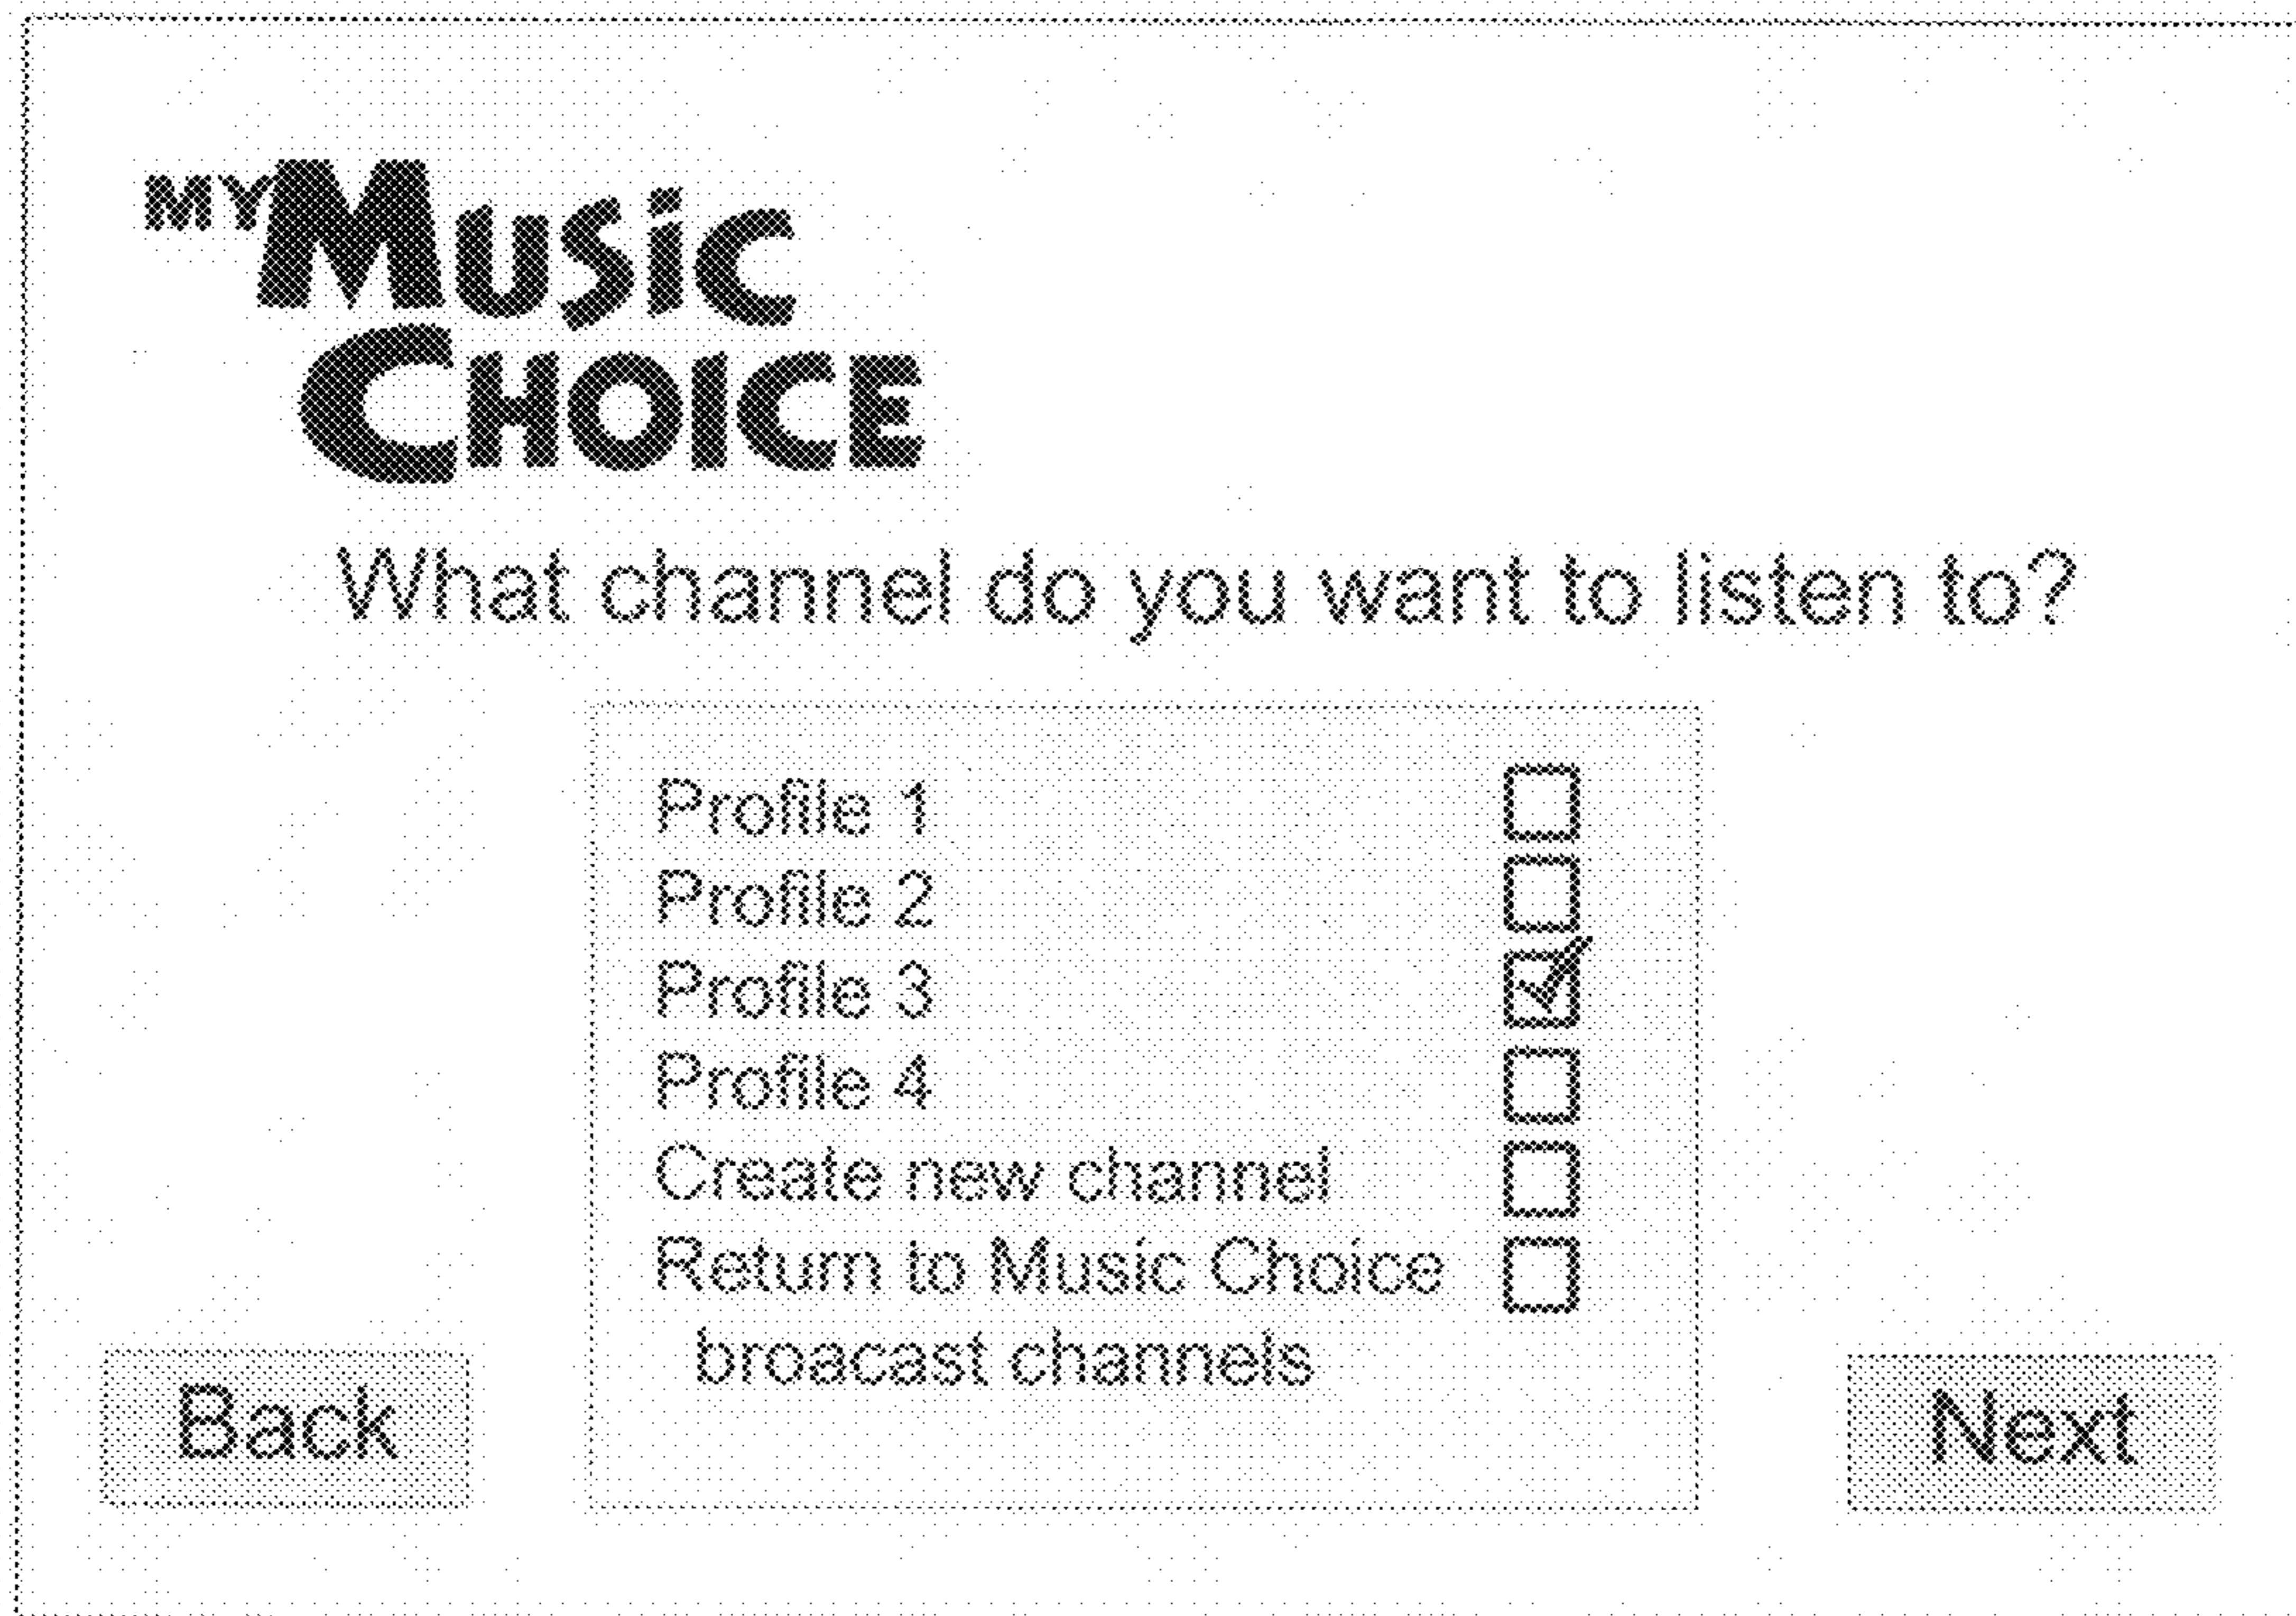 MY MUSiC
CHOICE
What channel do you want to listen to?
Profile 1
Profile 2
Profile 3
Profile 4
Create new channel
Return to Music Choice
broacast channels
Back
Next